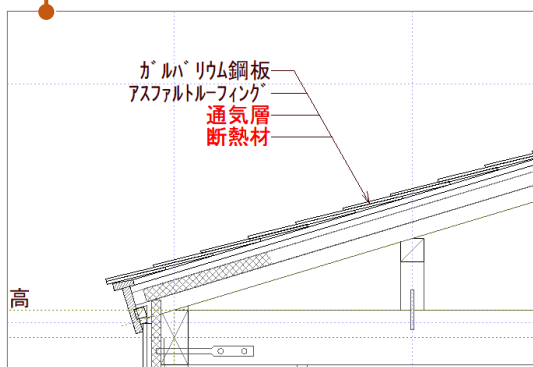 ｶﾞﾙﾊﾞﾘｳﾑ鋼板
ｱｽﾌｧﾙﾄﾙｰﾌｨﾝｸﾞ
通気層
断熱材
高